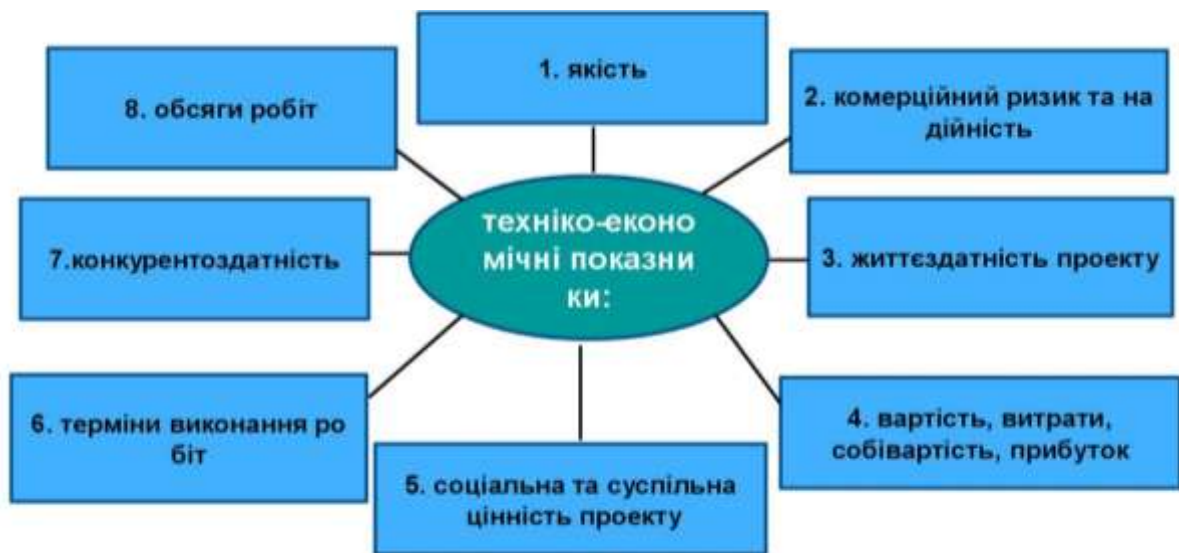 1. якість
2. комерційний ризик та на
дійність
3. життєздатність проекту
4. вартість, витрати,
собівартість, прибуток
5. соціальна та суспільна
цінність проекту
6. терміни виконання ро
біт
7.конкурентоздатність
8. обсяги робіт
техніко-еконо
мічні показни
ки: